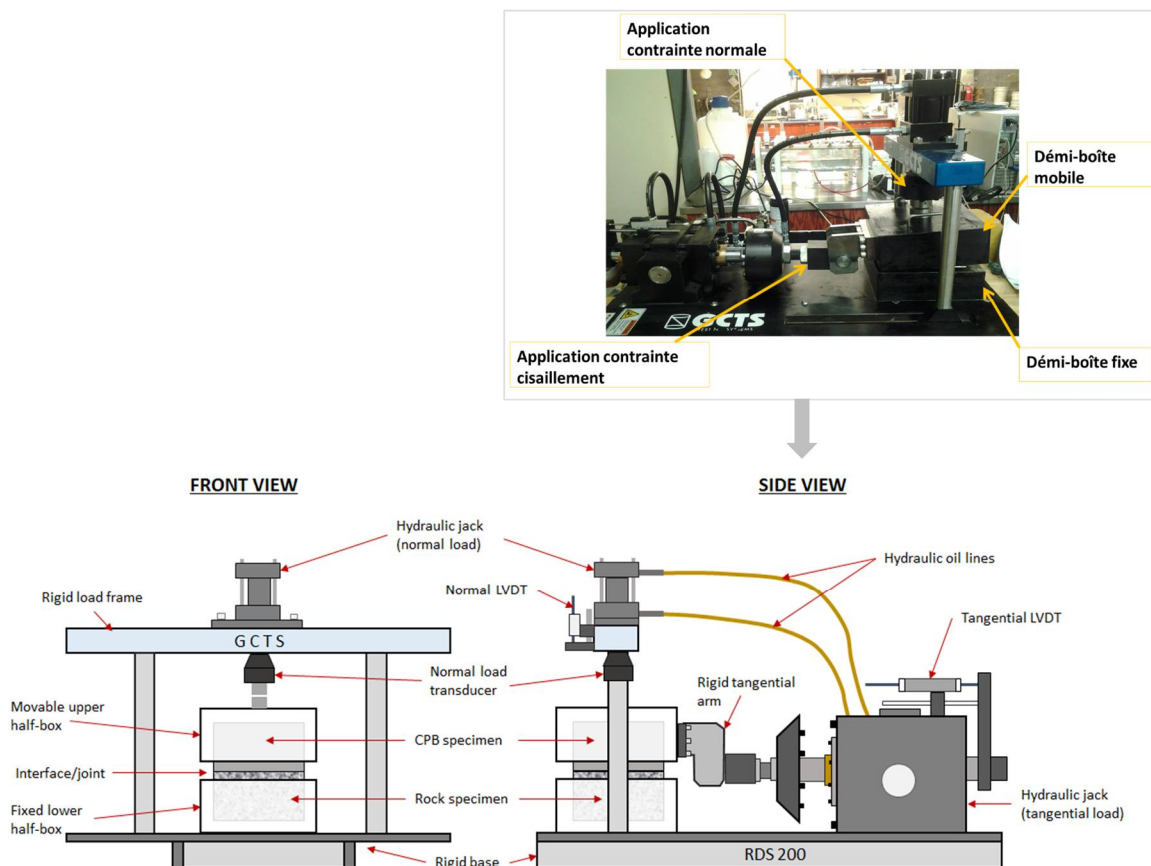 Application
contrainte normale
Démi-boîte
mobile
GCTS
GCTS
Application contrainte
cisaillement
Démi-boîte fixe
FRONT VIEW
SIDE VIEW
Hydraulic jack
(normal load)
Hydraulic oil lines
Normal LVDT
Rigid load frame
Tangential LVDT
GCTS
Normal load
transducer
Rigid tangential
arm
Movable upper
half-box
CPB specimen
Interface/joint
Fixed lower
half-box
Rock specimen
Hydraulic jack
(tangential load)
Rigid base
RDS 200